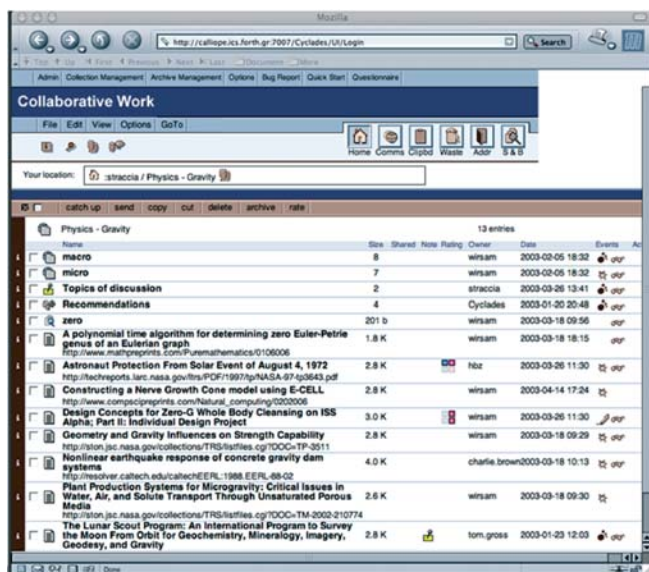 Mozilla
http://calliope.ics.forth.gr:7007/Cyclades/UI/Login
Search
Top Up First Previous Next Last Document More
Admin Collection Management Archive Management Options Bug Report Quick Start Questionnaire
Collaborative Work
File Edit View Options GoTo
Home Comms Clipbd Waste Addr S & B
Your location: :straccia / Physics - Gravity
catch up send copy cut delete archive rate
Physics - Gravity 13 entries
Name Size Shared Note Rating Owner Date Events
macro 8 wirsam 2003-02-05 18:32
micro 7 wirsam 2003-02-05 18:32
Topics of discussion 2 straccia 2003-03-26 13:41
Recommendations 4 Cyclades 2003-01-20 20:48
zero 201 b wirsam 2003-03-18 09:56
A polynomial time algorithm for determining zero Euler-Petrie
genus of an Eulerian graph 1.8 K wirsam 2003-03-18 18:15
http://www.mathpreprints.com/Puremathematics/0106006
Astronaut Protection From Solar Event of August 4, 1972 2.8 K hbz 2003-03-26 11:30
http://techreports.larc.nasa.gov/ltrs/PDF/1997/tp/NASA-97-tp3643.pdf
Constructing a Nerve Growth Cone model using E-CELL 2.8 K wirsam 2003-04-14 17:24
http://www.compscipreprints.com/Natural_computing/0202006
Design Concepts for Zero-G Whole Body Cleansing on ISS
Alpha; Part II: Individual Design Project 3.0 K wirsam 2003-03-26 11:30
Geometry and Gravity Influences on Strength Capability 2.8 K wirsam 2003-03-18 09:29
http://ston.jsc.nasa.gov/collections/TRS/listfiles.cgi?DOC=TP-3511
Nonlinear earthquake response of concrete gravity dam
systems 4.0 K charlie.brown 2003-03-18 10:13
http://resolver.caltech.edu/caltechEERL:1988.EERL-88-02
Plant Production Systems for Microgravity: Critical Issues in
Water, Air, and Solute Transport Through Unsaturated Porous
Media 2.6 K wirsam 2003-03-18 09:30
http://ston.jsc.nasa.gov/collections/TRS/listfiles.cgi?DOC=TM-2002-210774
The Lunar Scout Program: An International Program to Survey
the Moon From Orbit for Geochemistry, Mineralogy, Imagery,
Geodesy, and Gravity 2.8 K tom.gross 2003-01-23 12:03
Done